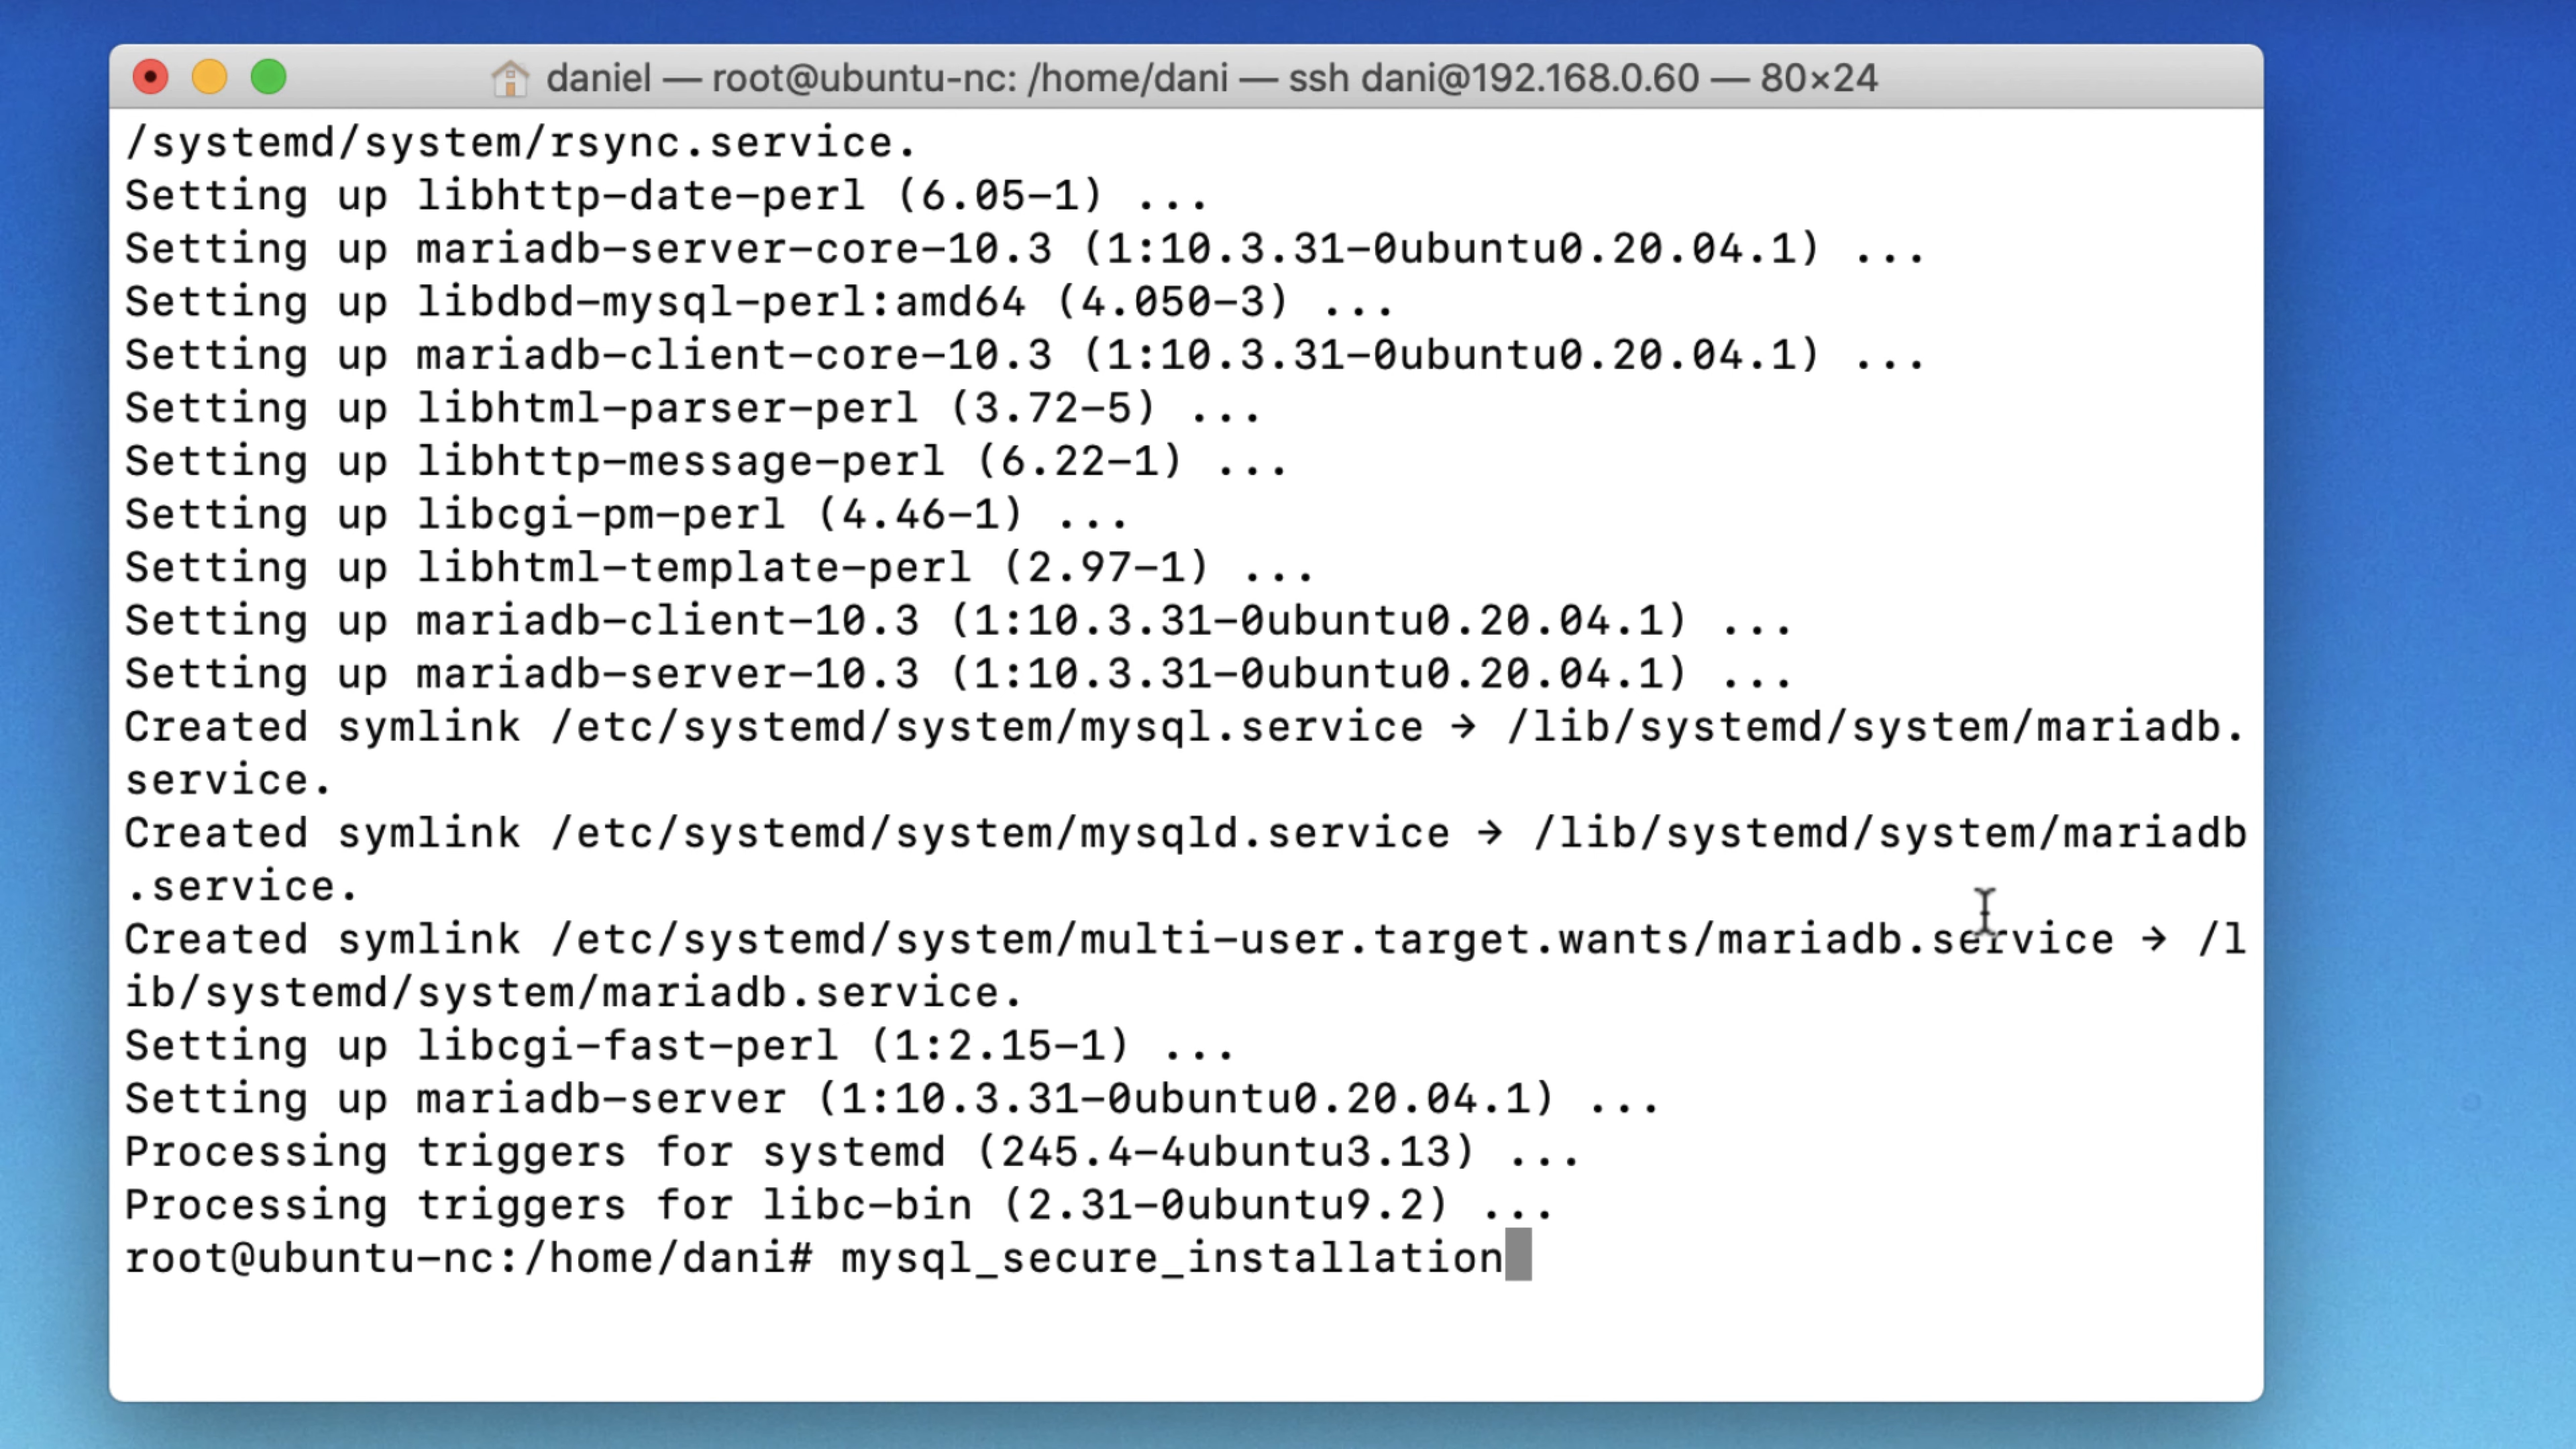 daniel — root@ubuntu-nc: /home/dani — ssh dani@192.168.0.60 — 80×24
/systemd/system/rsync.service.
Setting up libhttp-date-perl (6.05-1) ...
Setting up mariadb-server-core-10.3 (1:10.3.31-0ubuntu0.20.04.1) ...
Setting up libdbd-mysql-perl:amd64 (4.050-3) ...
Setting up mariadb-client-core-10.3 (1:10.3.31-0ubuntu0.20.04.1) ...
Setting up libhtml-parser-perl (3.72-5) ...
Setting up libhttp-message-perl (6.22-1) ...
Setting up libcgi-pm-perl (4.46-1) ...
Setting up libhtml-template-perl (2.97-1) ...
Setting up mariadb-client-10.3 (1:10.3.31-0ubuntu0.20.04.1) ...
Setting up mariadb-server-10.3 (1:10.3.31-0ubuntu0.20.04.1) ...
Created symlink /etc/systemd/system/mysql.service → /lib/systemd/system/mariadb.
service.
Created symlink /etc/systemd/system/mysqld.service → /lib/systemd/system/mariadb
.service.
Created symlink /etc/systemd/system/multi-user.target.wants/mariadb.service → /l
ib/systemd/system/mariadb.service.
Setting up libcgi-fast-perl (1:2.15-1) ...
Setting up mariadb-server (1:10.3.31-0ubuntu0.20.04.1) ...
Processing triggers for systemd (245.4-4ubuntu3.13) ...
Processing triggers for libc-bin (2.31-0ubuntu9.2) ...
root@ubuntu-nc:/home/dani# mysql_secure_installation